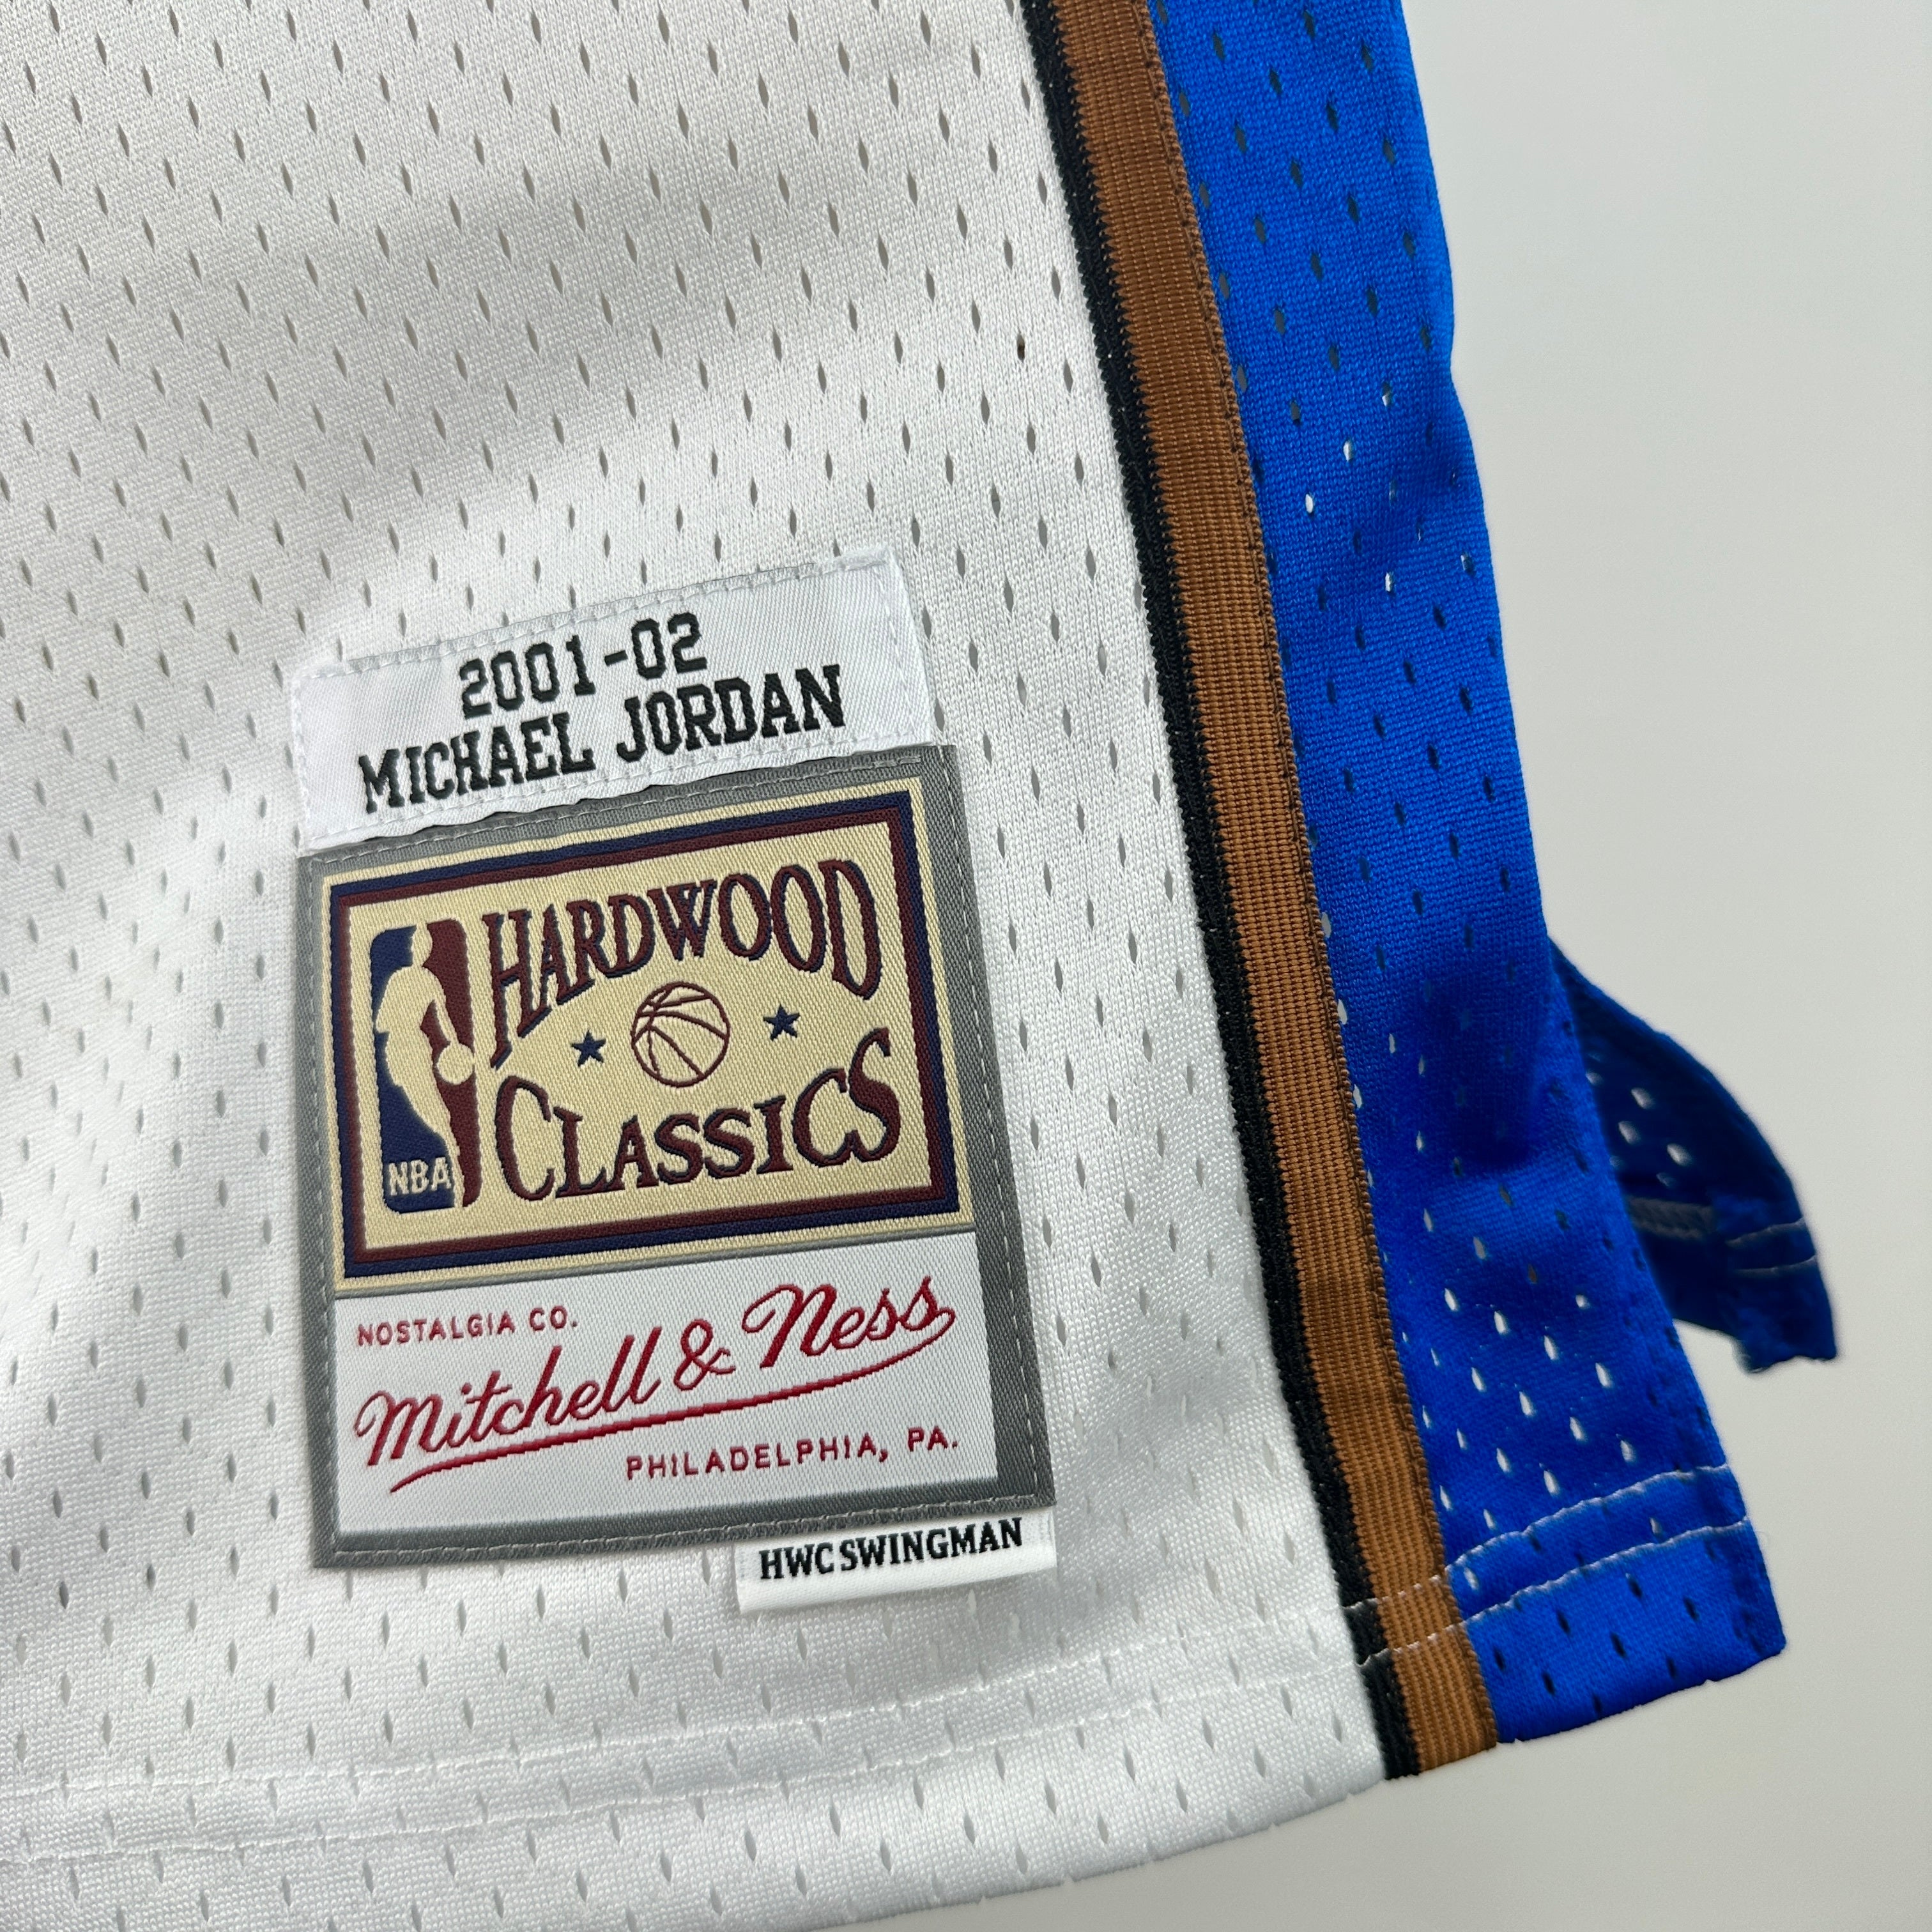 2001-02
MICHAEL JORDAN
HARDWOOD
CLASSICS
NBA
NOSTALGIA CO.
Mitchell & Ness
PHILADELPHIA, PA.
HWC SWINGMAN